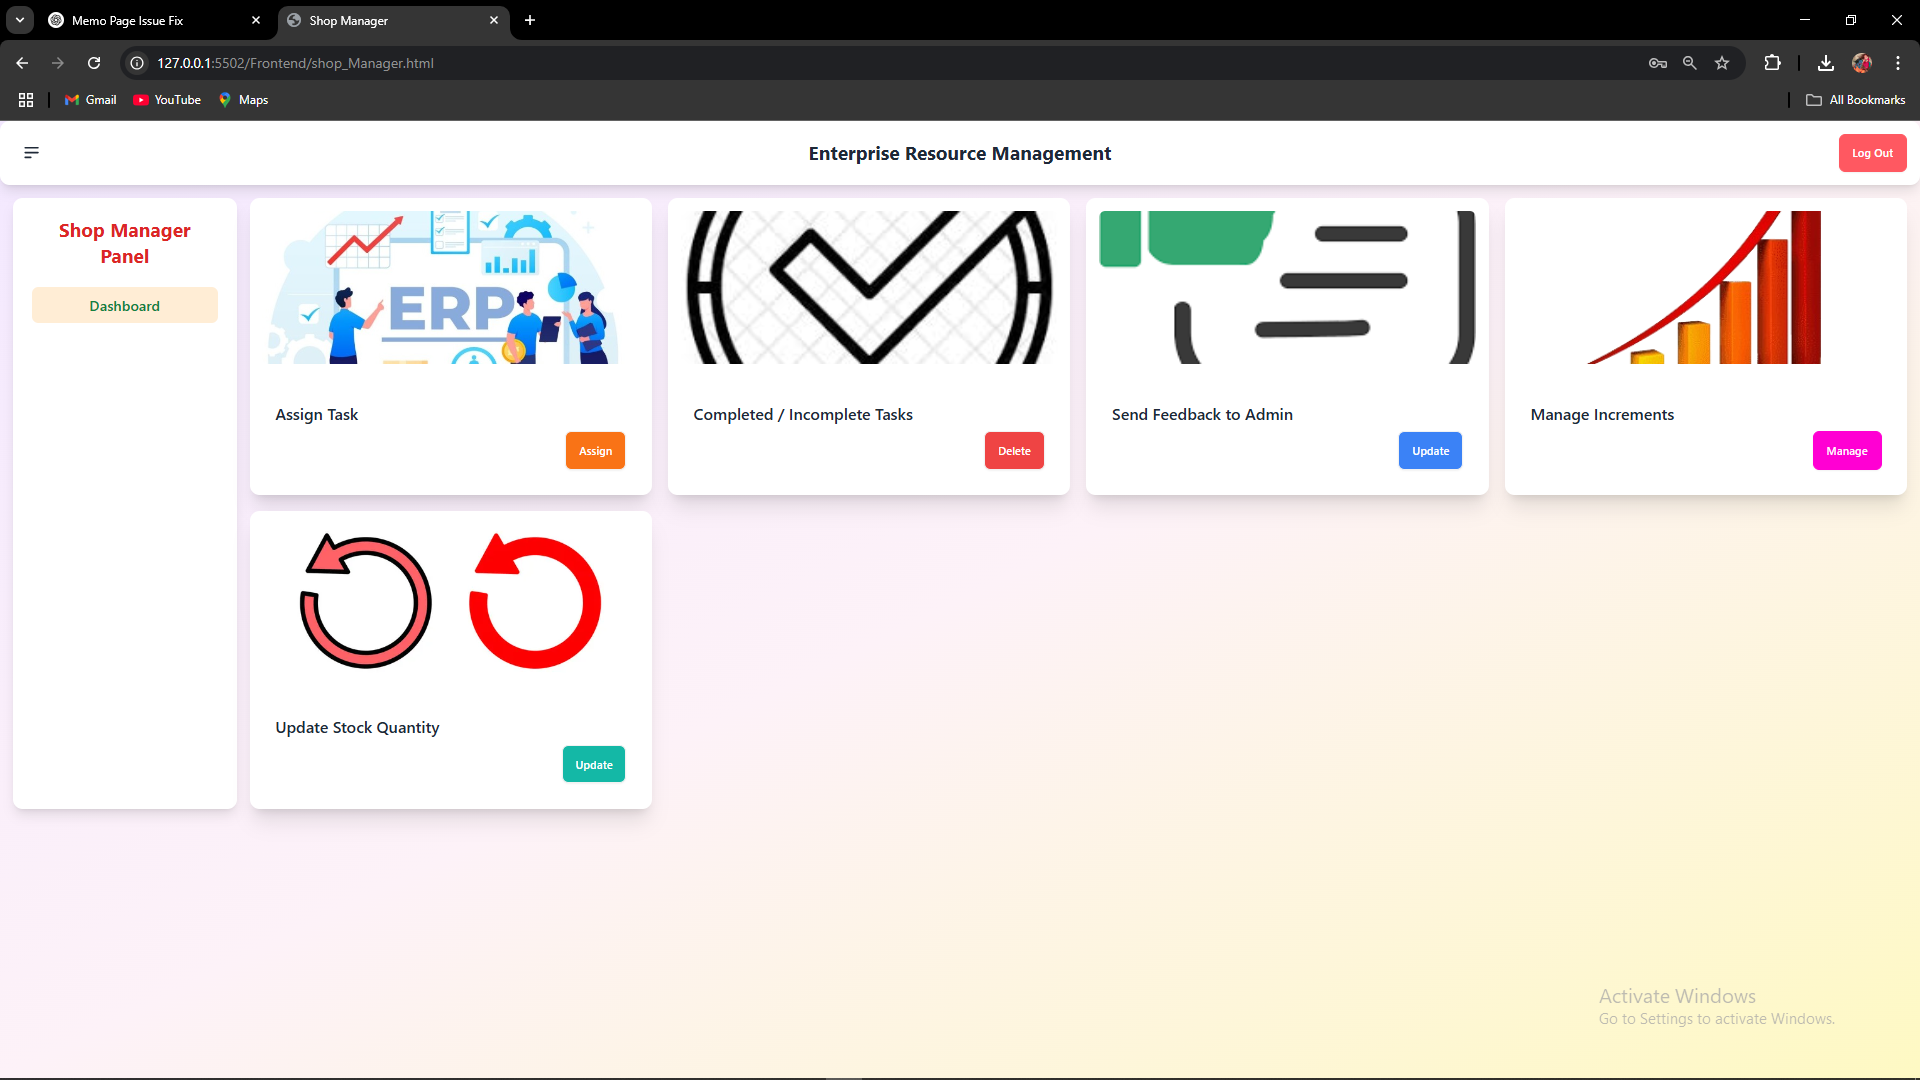 Memo Page Issue Fix
Shop Manager
127.0.0.1:5502/Frontend/shop_Manager.html
Gmail
YouTube
Maps
All Bookmarks
Enterprise Resource Management
Log Out
Shop Manager
Panel
Dashboard
ERP
Assign Task
Assign
Completed / Incomplete Tasks
Delete
Send Feedback to Admin
Update
Manage Increments
Manage
Update Stock Quantity
Update
Activate Windows
Go to Settings to activate Windows.